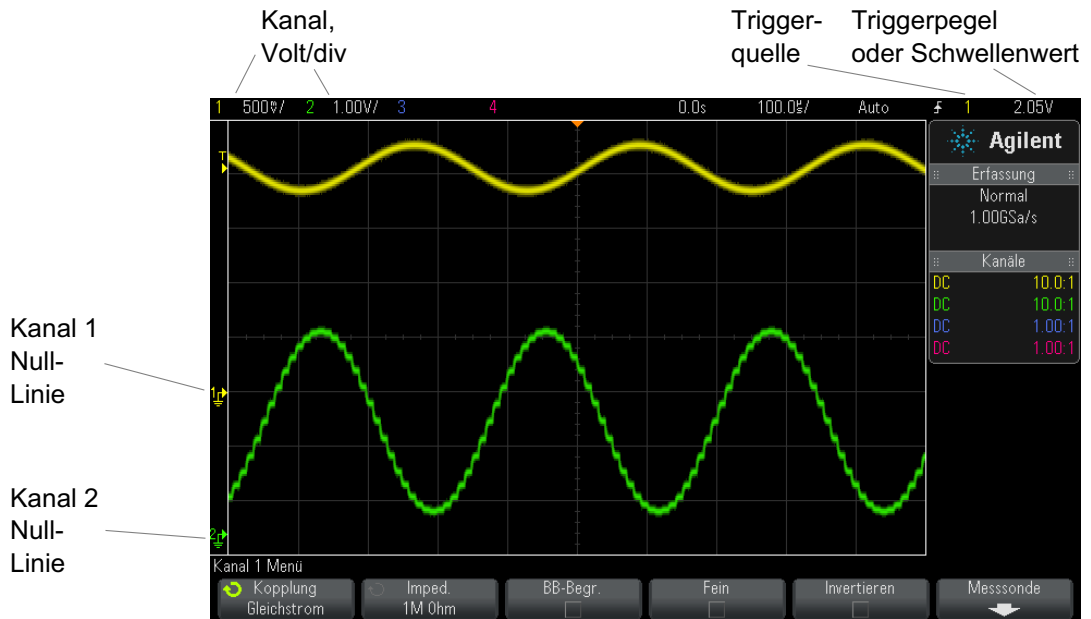 Kanal,
Volt/div
Trigger-
quelle
Triggerpegel
oder Schwellenwert
1 500mV/ 2 1.00V/ 3 4 0.0s 100.0us/ Auto 1 2.05V
T
Agilent
Erfassung
Normal
1.00GSa/s
Kanäle
DC 10.0:1
DC 10.0:1
DC 1.00:1
DC 1.00:1
Kanal 1
Null-
Linie
1
Kanal 2
Null-
Linie
2
Kanal 1 Menü
Kopplung
Gleichstrom
Imped.
1M Ohm
BB-Begr.
Fein
Invertieren
Messsonde